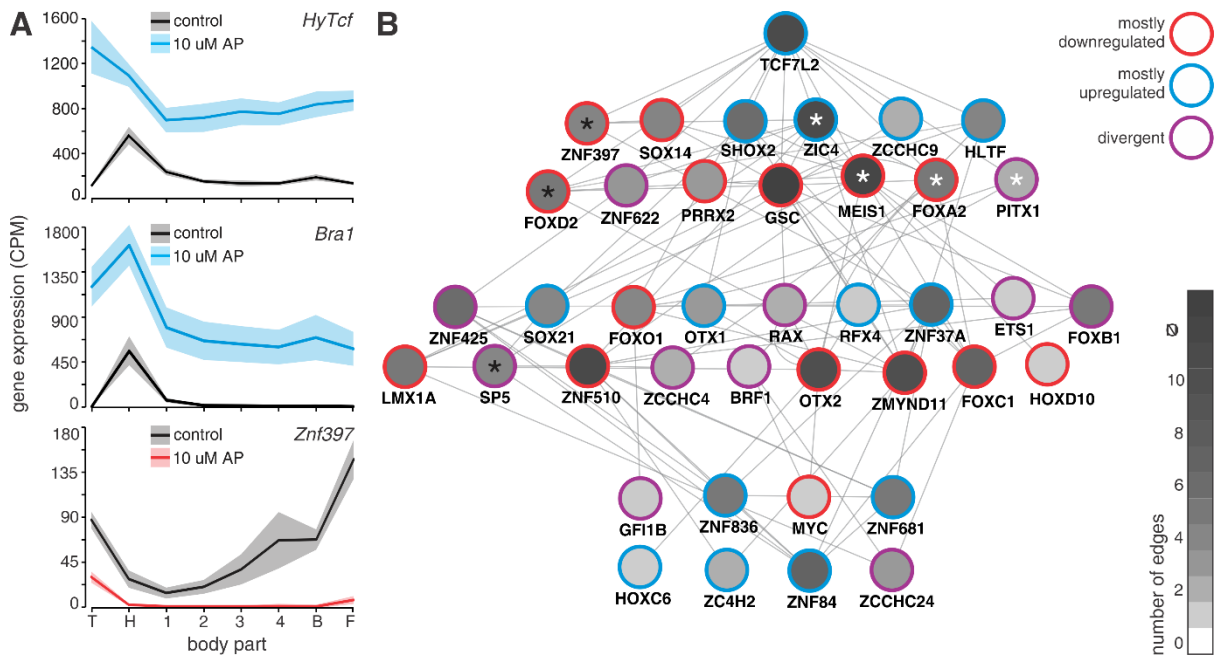 A
control
10 uM AP
HyTcf
1600
1200
800
400
0
control
10 uM AP
Bra1
1800
1350
900
450
0
control
10 uM AP
Znf397
180
135
90
45
0
gene expression (CPM)
T H 1 2 3 4 B F
body part
B
mostly
downregulated
mostly
upregulated
divergent
TCF7L2
* *
ZNF397 SOX14 SHOX2 ZIC4 ZCCHC9 HLTF
* * * *
FOXD2 ZNF622 PRRX2 GSC MEIS1 FOXA2 PITX1
ZNF425 SOX21 FOXO1 OTX1 RAX RFX4 ZNF37A ETS1 FOXB1
*
LMX1A SP5 ZNF510 ZCCHC4 BRF1 OTX2 ZMYND11 FOXC1 HOXD10
GFI1B ZNF836 MYC ZNF681
HOXC6 ZC4H2 ZNF84 ZCCHC24
number of edges
10
8
6
4
2
0